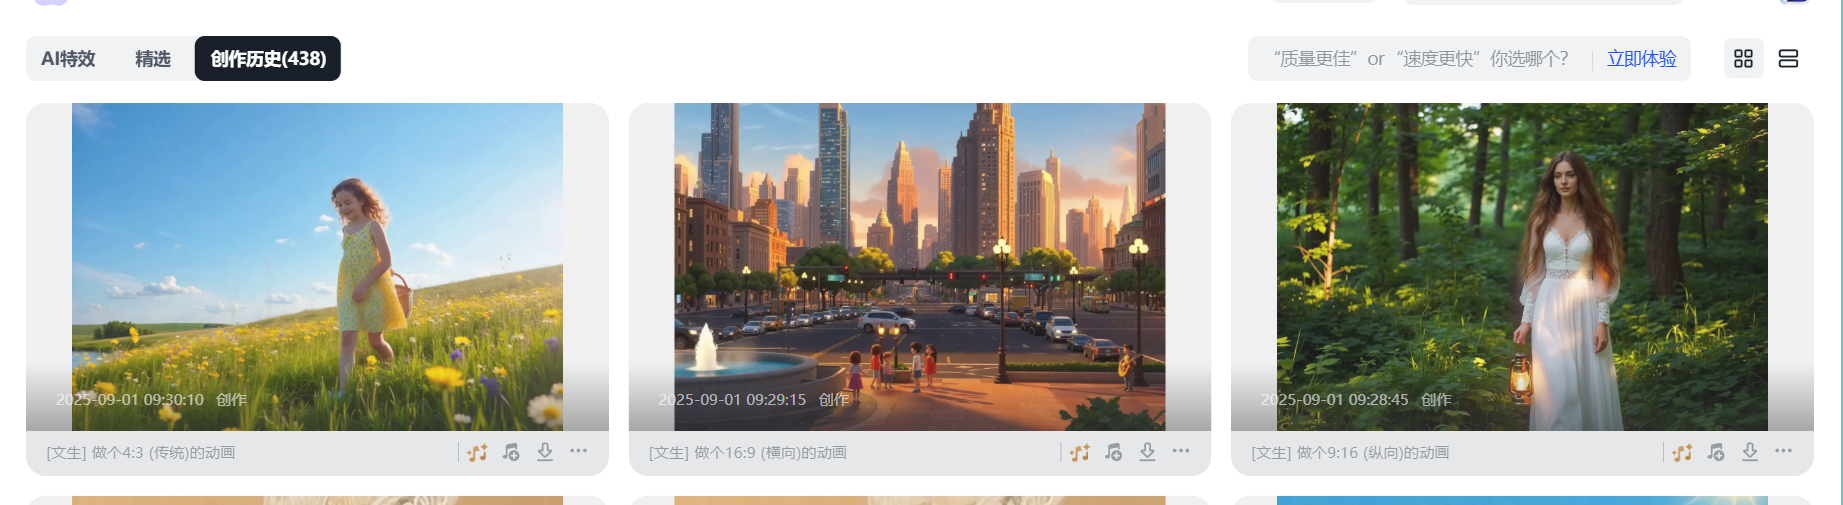 AI特效 精选 创作历史(438)
“质量更佳” or “速度更快” 你选哪个? 立即体验
2025-09-01 09:30:10 创作
[文生] 做个4:3 (传统)的动画
2025-09-01 09:29:15 创作
[文生] 做个16:9 (横向)的动画
2025-09-01 09:28:45 创作
[文生] 做个9:16 (纵向)的动画